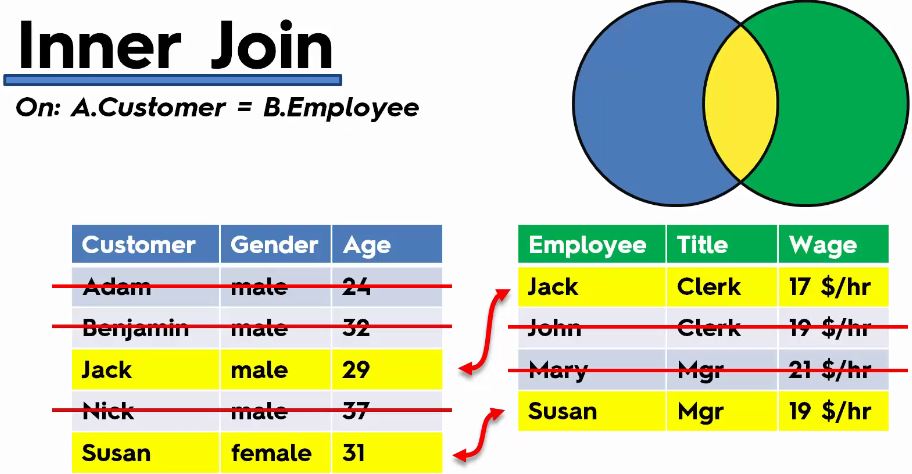 Inner Join
On: A.Customer = B.Employee
Customer Gender Age
Adam male 24
Benjamin male 32
Jack male 29
Nick male 37
Susan female 31
Employee Title Wage
Jack Clerk 17 $/hr
John Clerk 19 $/hr
Mary Mgr 21 $/hr
Susan Mgr 19 $/hr